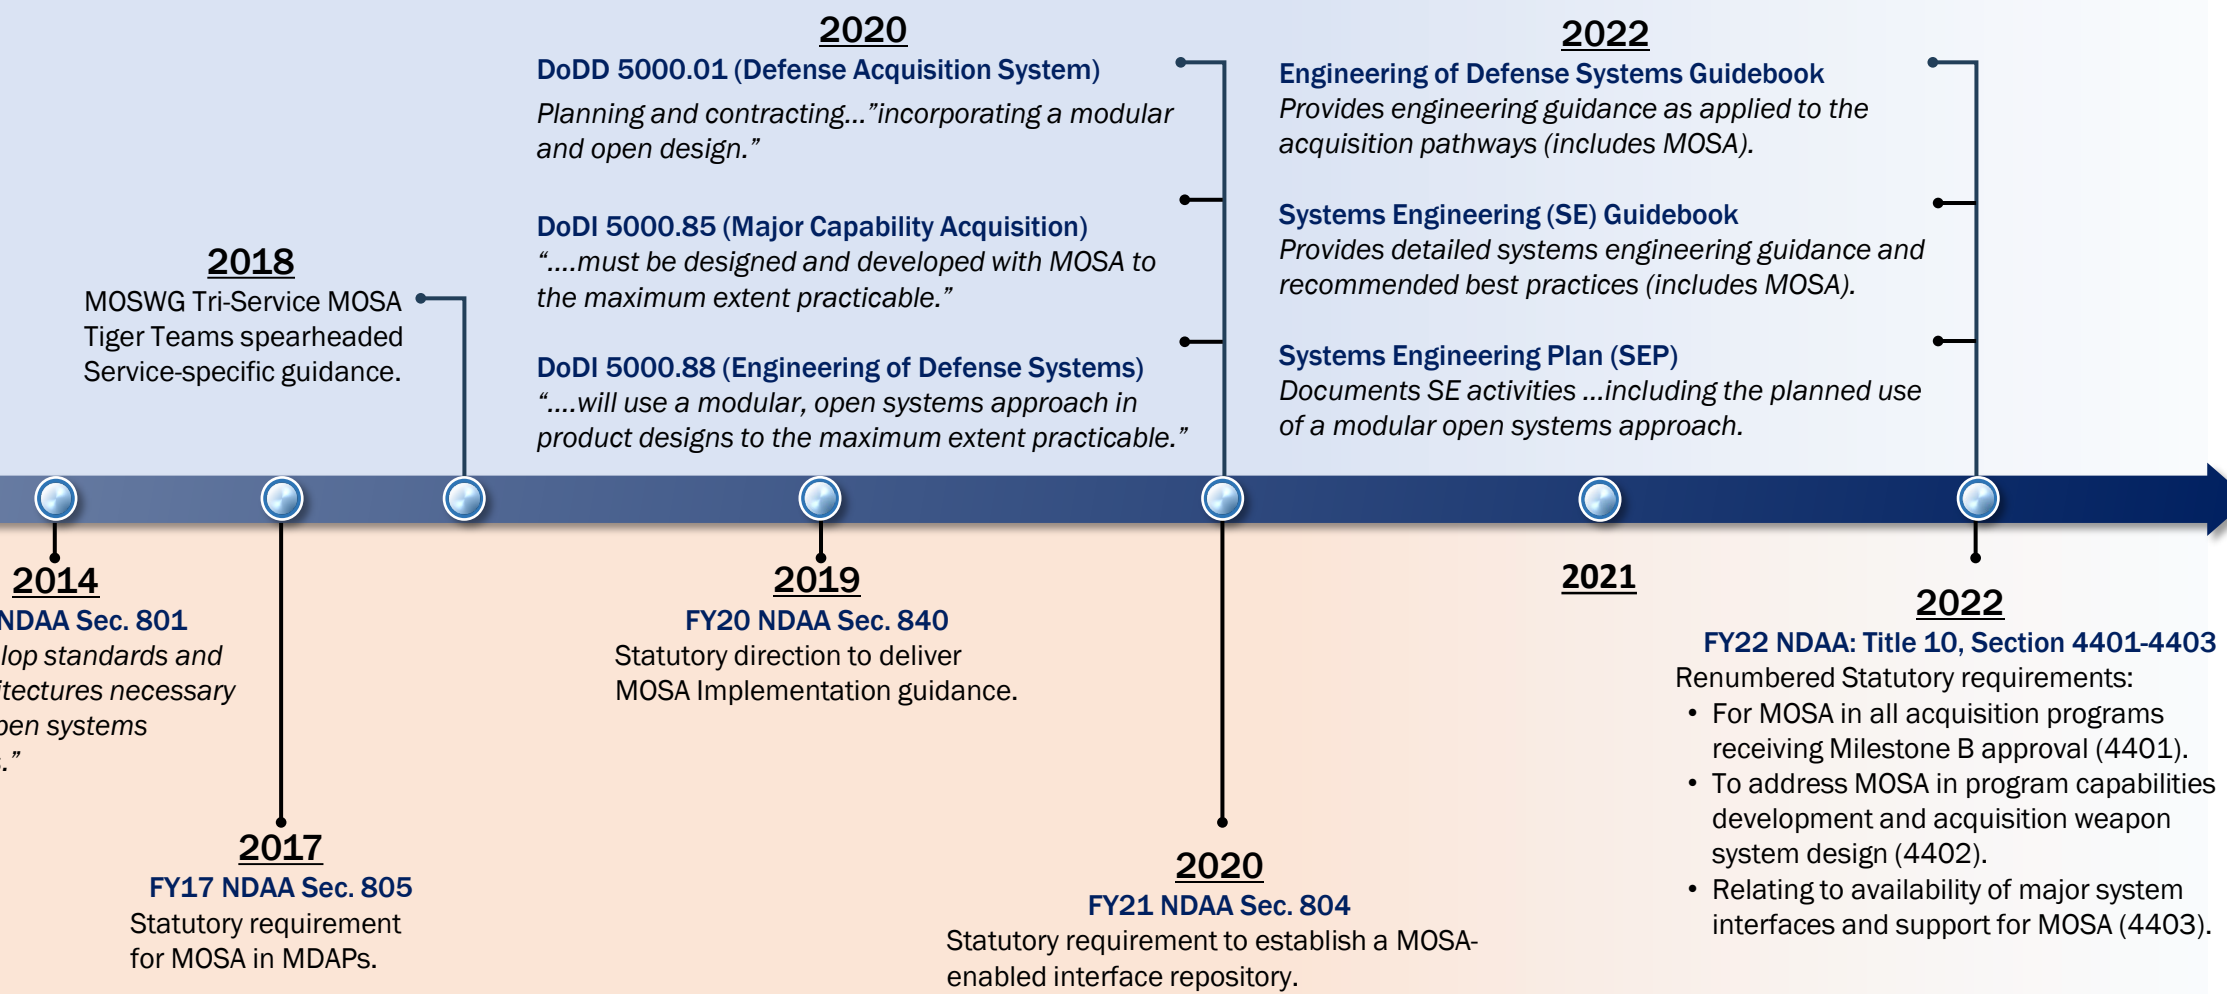 2020
DoDD 5000.01 (Defense Acquisition System)
Planning and contracting...”incorporating a modular
and open design.”
DoDI 5000.85 (Major Capability Acquisition)
“....must be designed and developed with MOSA to
the maximum extent practicable.”
DoDI 5000.88 (Engineering of Defense Systems)
“....will use a modular, open systems approach in
product designs to the maximum extent practicable.”
2022
Engineering of Defense Systems Guidebook
Provides engineering guidance as applied to the
acquisition pathways (includes MOSA).
Systems Engineering (SE) Guidebook
Provides detailed systems engineering guidance and
recommended best practices (includes MOSA).
Systems Engineering Plan (SEP)
Documents SE activities ...including the planned use
of a modular open systems approach.
2018
MOSWG Tri-Service MOSA
Tiger Teams spearheaded
Service-specific guidance.
2014
NDAA Sec. 801
lop standards and
itectures necessary
pen systems
.”
2017
FY17 NDAA Sec. 805
Statutory requirement
for MOSA in MDAPs.
2019
FY20 NDAA Sec. 840
Statutory direction to deliver
MOSA Implementation guidance.
2020
FY21 NDAA Sec. 804
Statutory requirement to establish a MOSA-
enabled interface repository.
2021
2022
FY22 NDAA: Title 10, Section 4401-4403
Renumbered Statutory requirements:
• For MOSA in all acquisition programs
receiving Milestone B approval (4401).
• To address MOSA in program capabilities
development and acquisition weapon
system design (4402).
• Relating to availability of major system
interfaces and support for MOSA (4403).